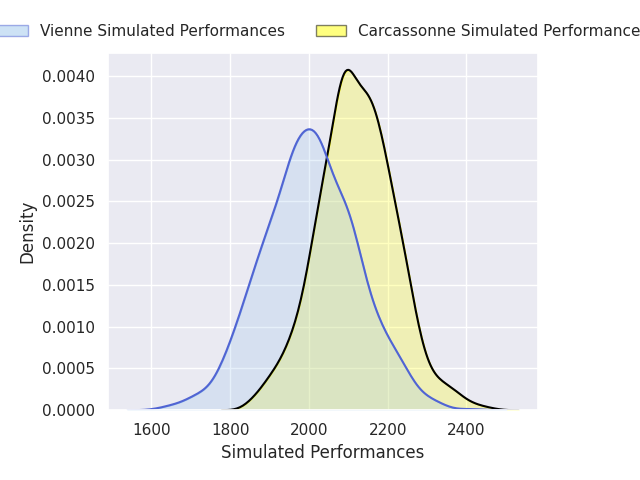 Vienne Simulated Performances
Carcassonne Simulated Performance
0.0040
0.0035
0.0030
0.0025
0.0020
0.0015
0.0010
0.0005
0.0000
Density
1600 1800 2000 2200 2400
Simulated Performances